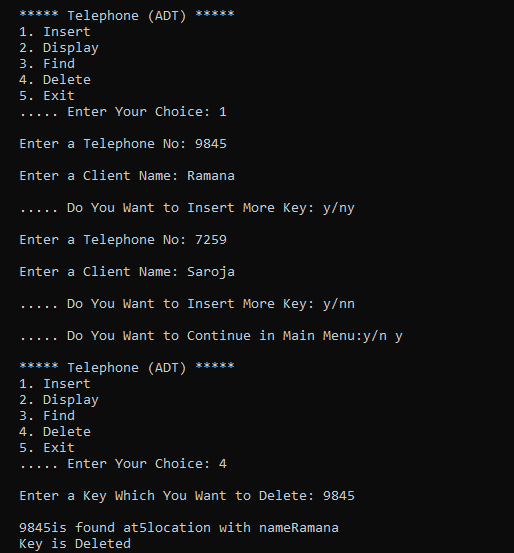 ***** Telephone (ADT) *****
1. Insert
2. Display
3. Find
4. Delete
5. Exit
..... Enter Your Choice: 1
Enter a Telephone No: 9845
Enter a Client Name: Ramana
..... Do You Want to Insert More Key: y/ny
Enter a Telephone No: 7259
Enter a Client Name: Saroja
..... Do You Want to Insert More Key: y/nn
..... Do You Want to Continue in Main Menu:y/n y
***** Telephone (ADT) *****
1. Insert
2. Display
3. Find
4. Delete
5. Exit
..... Enter Your Choice: 4
Enter a Key Which You Want to Delete: 9845
9845is found at5location with nameRamana
Key is Deleted